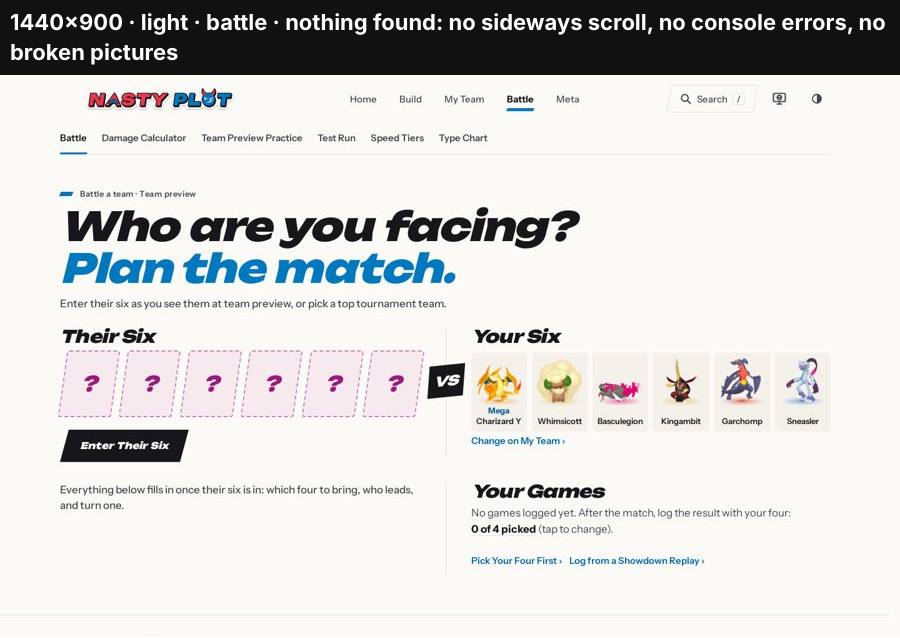 1440×900 · light · battle · nothing found: no sideways scroll, no console errors, no
broken pictures
NASTY PLOT
Home Build My Team Battle Meta
Search /
Battle Damage Calculator Team Preview Practice Test Run Speed Tiers Type Chart
Battle a team · Team preview
Who are you facing?
Plan the match.
Enter their six as you see them at team preview, or pick a top tournament team.
Their Six
? ? ? ? ? ?
Enter Their Six
VS
Your Six
Mega
Charizard Y Whimsicott Basculegion Kingambit Garchomp Sneasler
Change on My Team ›
Everything below fills in once their six is in: which four to bring, who leads,
and turn one.
Your Games
No games logged yet. After the match, log the result with your four:
0 of 4 picked (tap to change).
Pick Your Four First › Log from a Showdown Replay ›